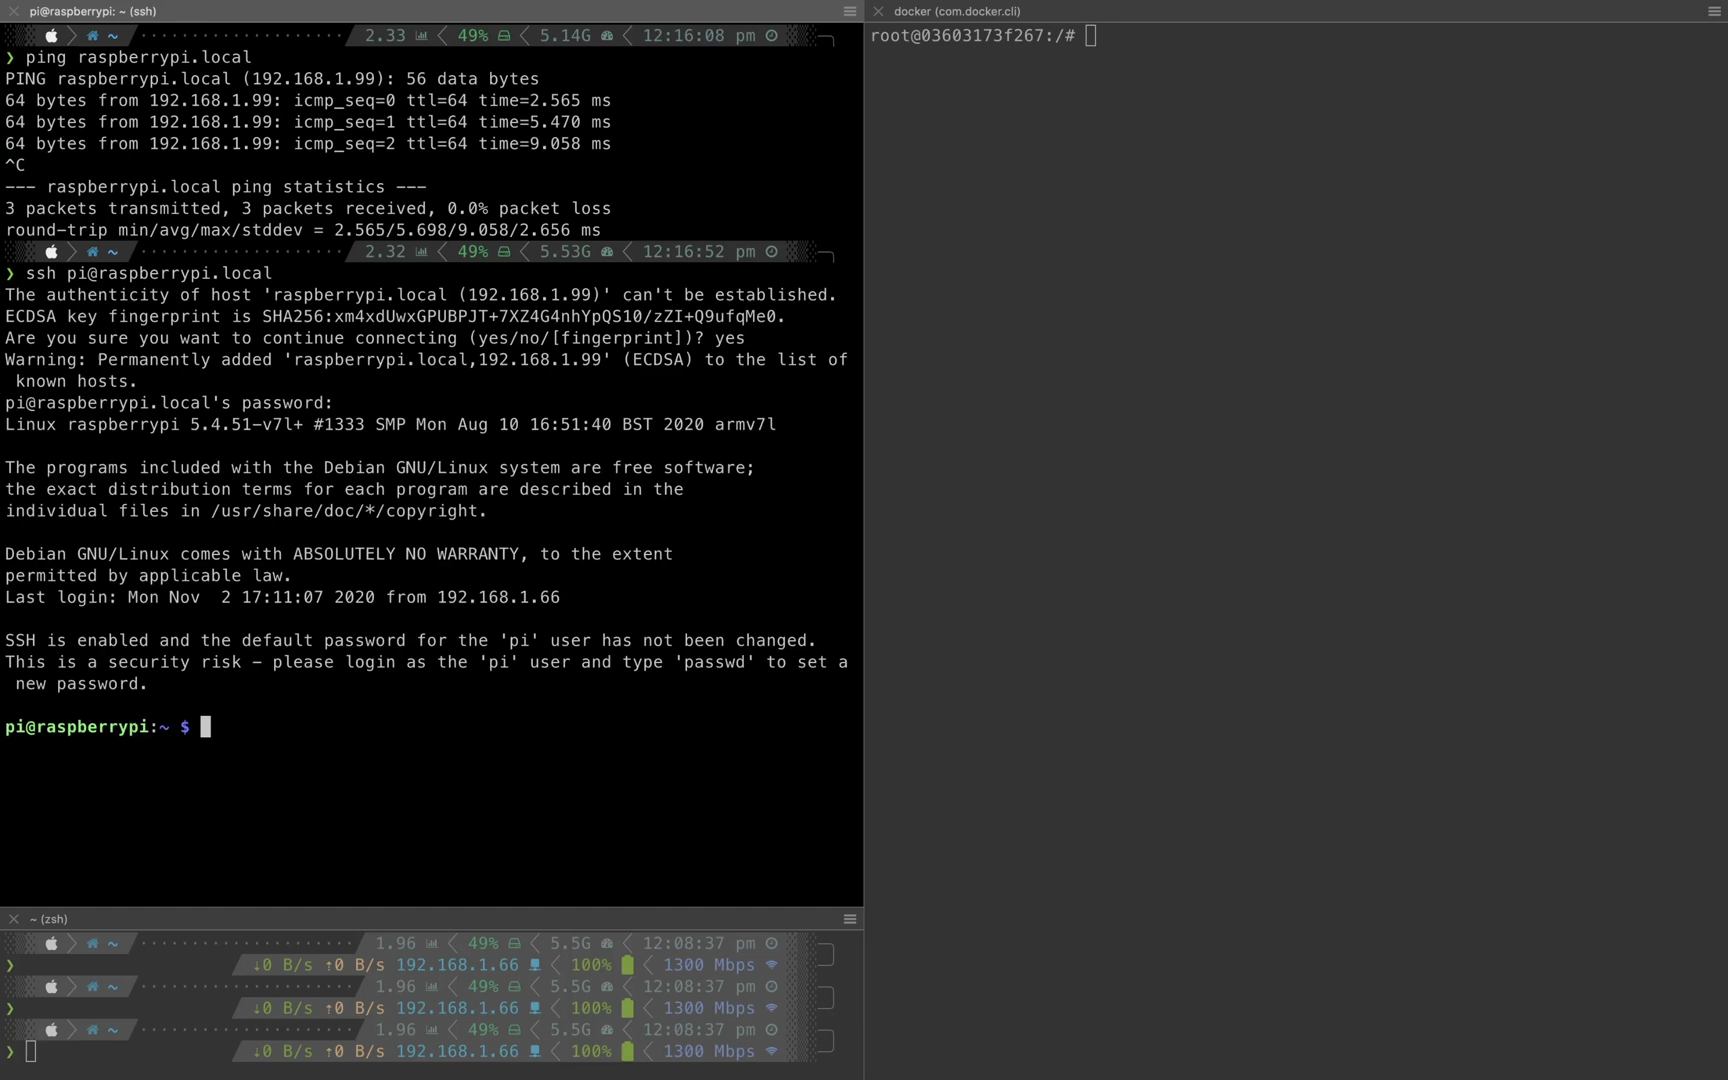 pi@raspberrypi: ~ (ssh)
~ 2.33 49% 5.14G 12:16:08 pm
❯ ping raspberrypi.local
PING raspberrypi.local (192.168.1.99): 56 data bytes
64 bytes from 192.168.1.99: icmp_seq=0 ttl=64 time=2.565 ms
64 bytes from 192.168.1.99: icmp_seq=1 ttl=64 time=5.470 ms
64 bytes from 192.168.1.99: icmp_seq=2 ttl=64 time=9.058 ms
^C
--- raspberrypi.local ping statistics ---
3 packets transmitted, 3 packets received, 0.0% packet loss
round-trip min/avg/max/stddev = 2.565/5.698/9.058/2.656 ms
~ 2.32 49% 5.53G 12:16:52 pm
❯ ssh pi@raspberrypi.local
The authenticity of host 'raspberrypi.local (192.168.1.99)' can't be established.
ECDSA key fingerprint is SHA256:xm4xdUwxGPUBPJT+7XZ4G4nhYpQS10/zZI+Q9ufqMe0.
Are you sure you want to continue connecting (yes/no/[fingerprint])? yes
Warning: Permanently added 'raspberrypi.local,192.168.1.99' (ECDSA) to the list of
known hosts.
pi@raspberrypi.local's password:
Linux raspberrypi 5.4.51-v7l+ #1333 SMP Mon Aug 10 16:51:40 BST 2020 armv7l
The programs included with the Debian GNU/Linux system are free software;
the exact distribution terms for each program are described in the
individual files in /usr/share/doc/*/copyright.
Debian GNU/Linux comes with ABSOLUTELY NO WARRANTY, to the extent
permitted by applicable law.
Last login: Mon Nov  2 17:11:07 2020 from 192.168.1.66
SSH is enabled and the default password for the 'pi' user has not been changed.
This is a security risk - please login as the 'pi' user and type 'passwd' to set a
new password.
pi@raspberrypi:~ $
~ (zsh)
~ 1.96 49% 5.5G 12:08:37 pm
❯ ↓0 B/s ↑0 B/s 192.168.1.66 100% 1300 Mbps
~ 1.96 49% 5.5G 12:08:37 pm
❯ ↓0 B/s ↑0 B/s 192.168.1.66 100% 1300 Mbps
~ 1.96 49% 5.5G 12:08:37 pm
❯ ↓0 B/s ↑0 B/s 192.168.1.66 100% 1300 Mbps
docker (com.docker.cli)
root@03603173f267:/#